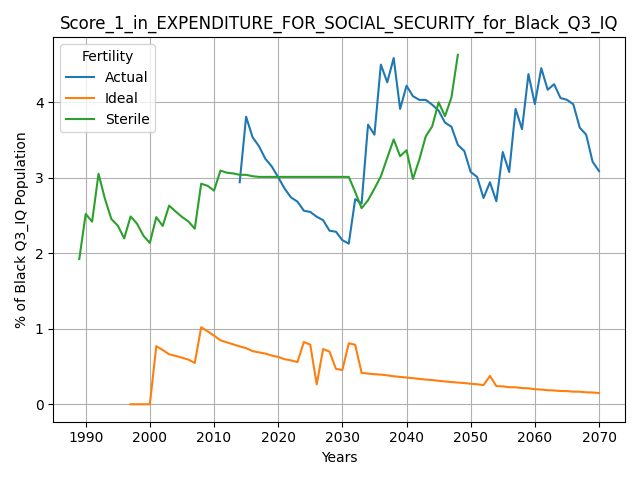 Score_1_in_EXPENDITURE_FOR_SOCIAL_SECURITY_for_Black_Q3_IQ
Fertility
Actual
Ideal
Sterile
% of Black Q3_IQ Population
4
3
2
1
0
1990 2000 2010 2020 2030 2040 2050 2060 2070
Years